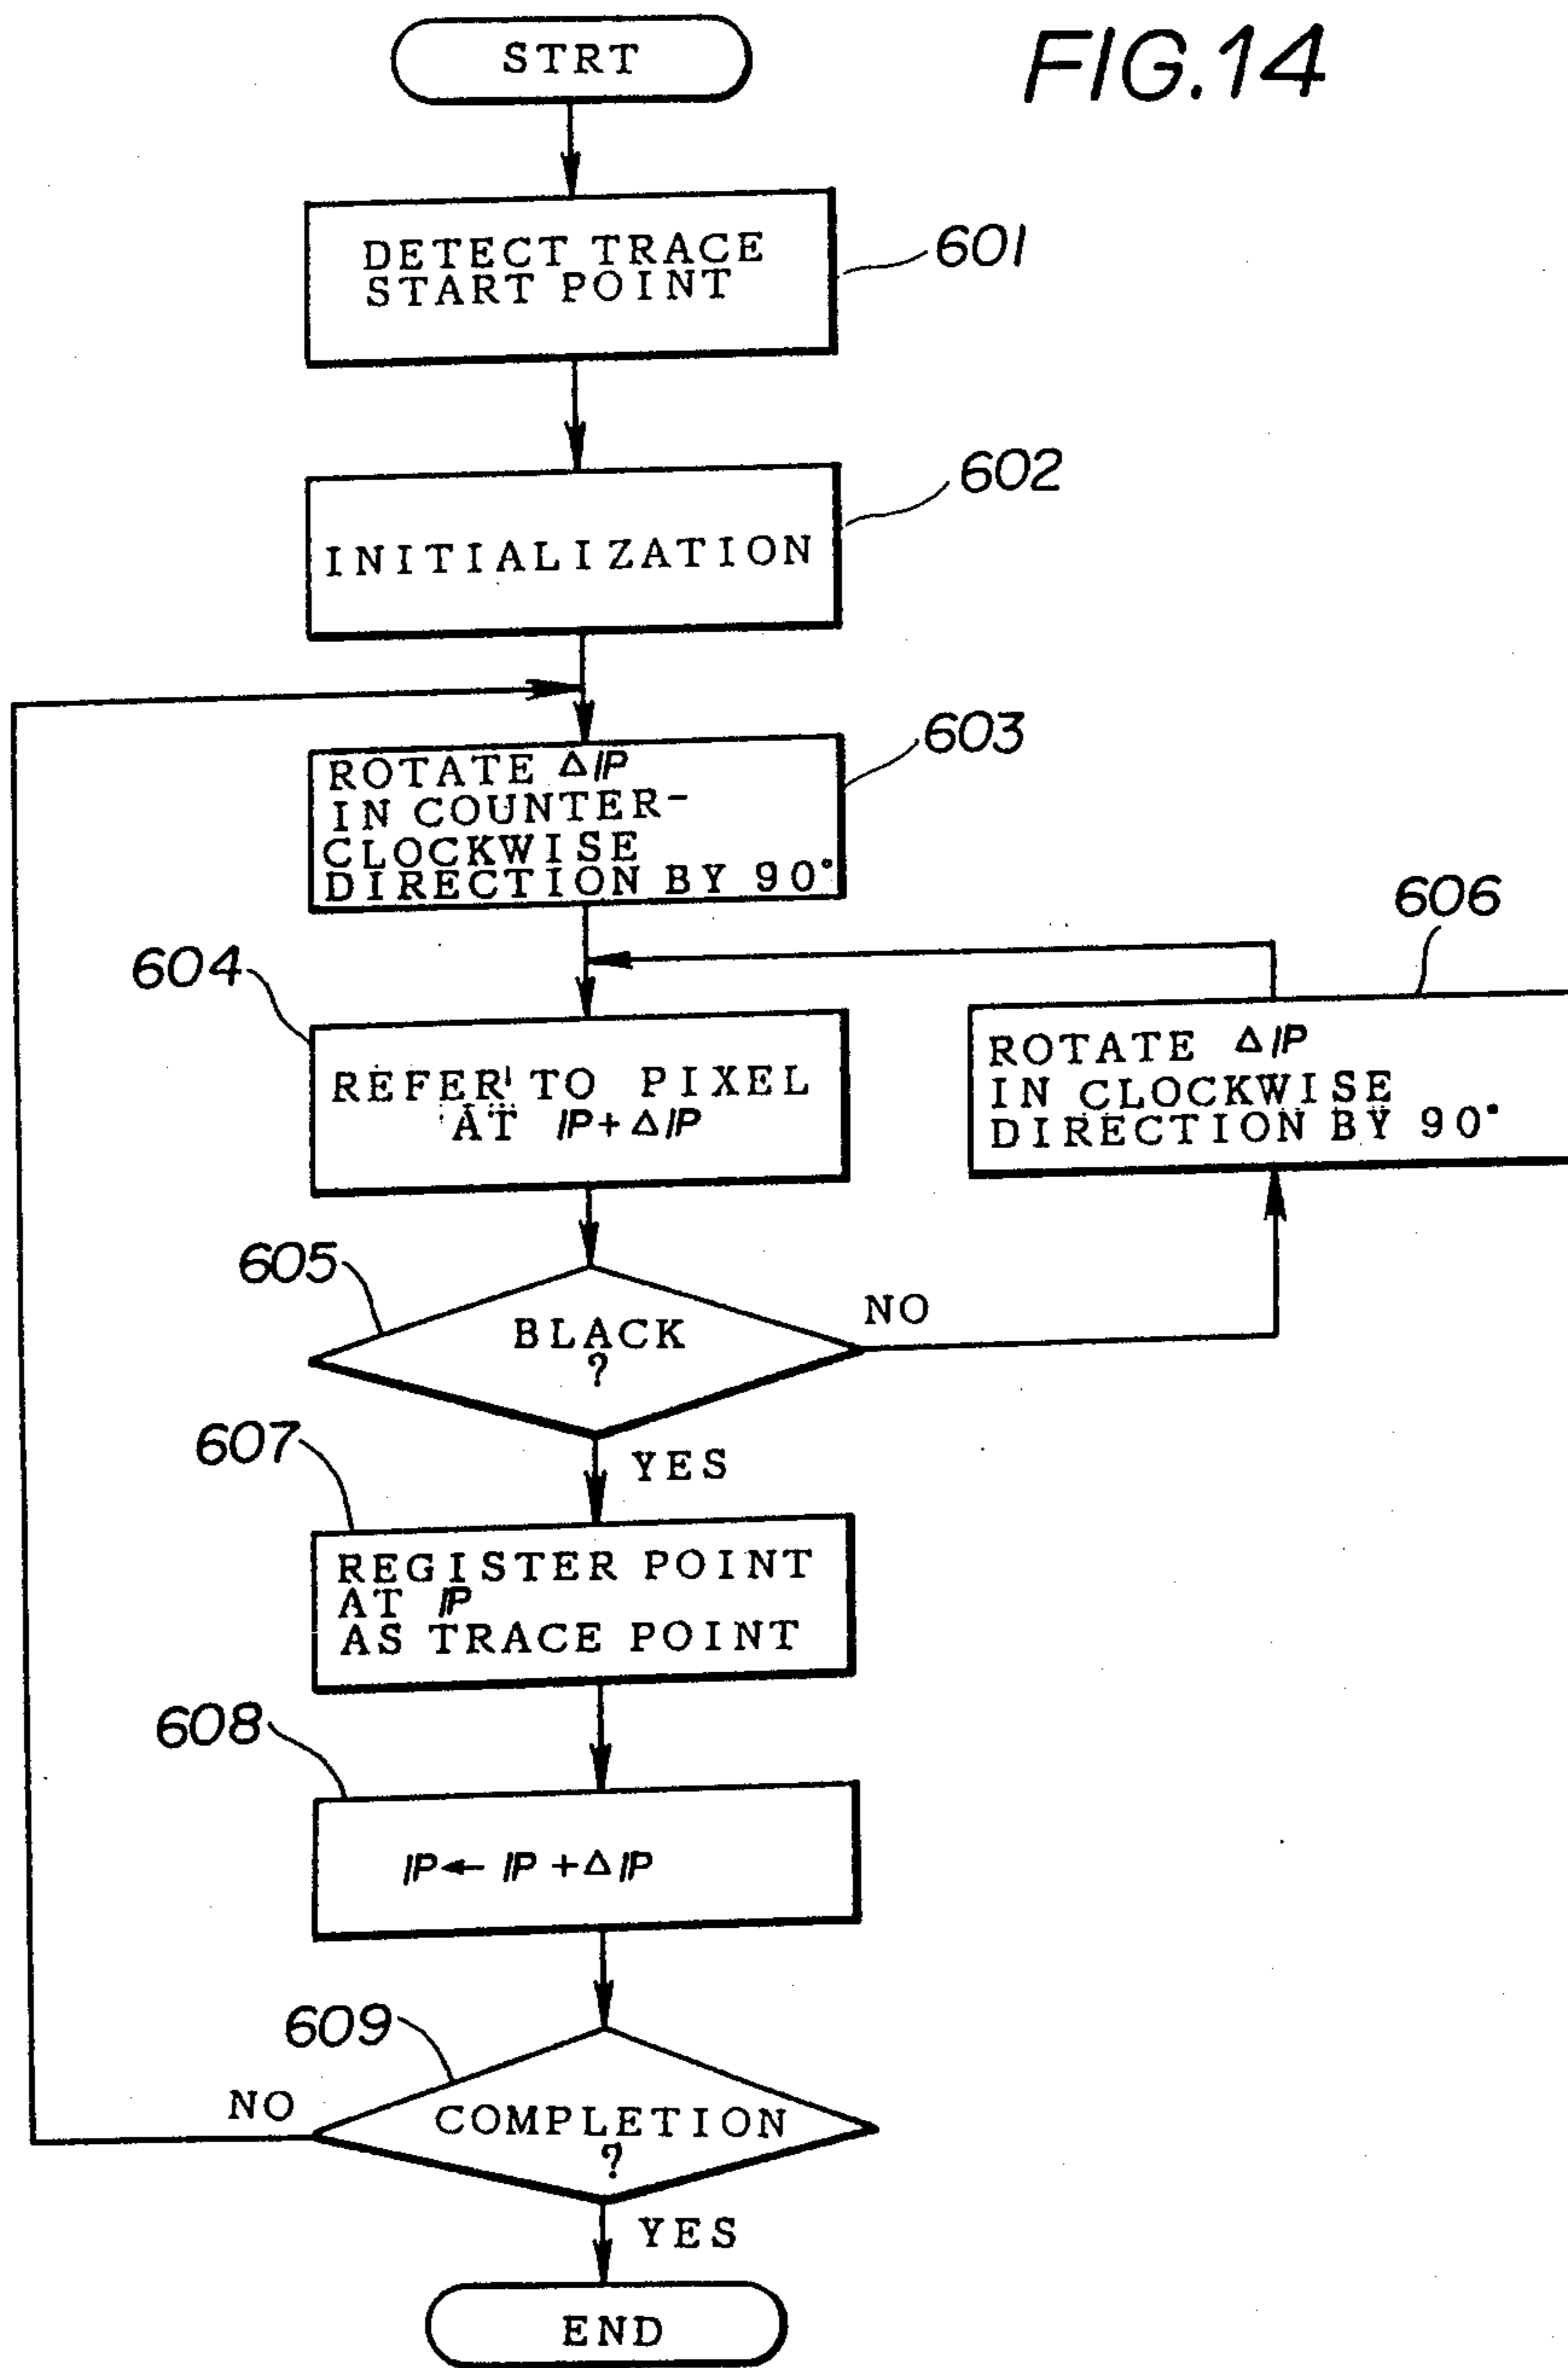 FIG.14
STRT
DETECT TRACE
START POINT
601
INITIALIZATION
602
ROTATE ΔIP
IN COUNTER-
CLOCKWISE
DIRECTION BY 90°
603
604
REFER TO PIXEL
AT IP+ΔIP
606
ROTATE ΔIP
IN CLOCKWISE
DIRECTION BY 90°
605
BLACK
?
NO
YES
607
REGISTER POINT
AT IP
AS TRACE POINT
608
IP← IP +ΔIP
609
NO
COMPLETION
?
YES
END